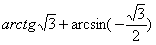 arctg√3 + arcsin(−√3/2)